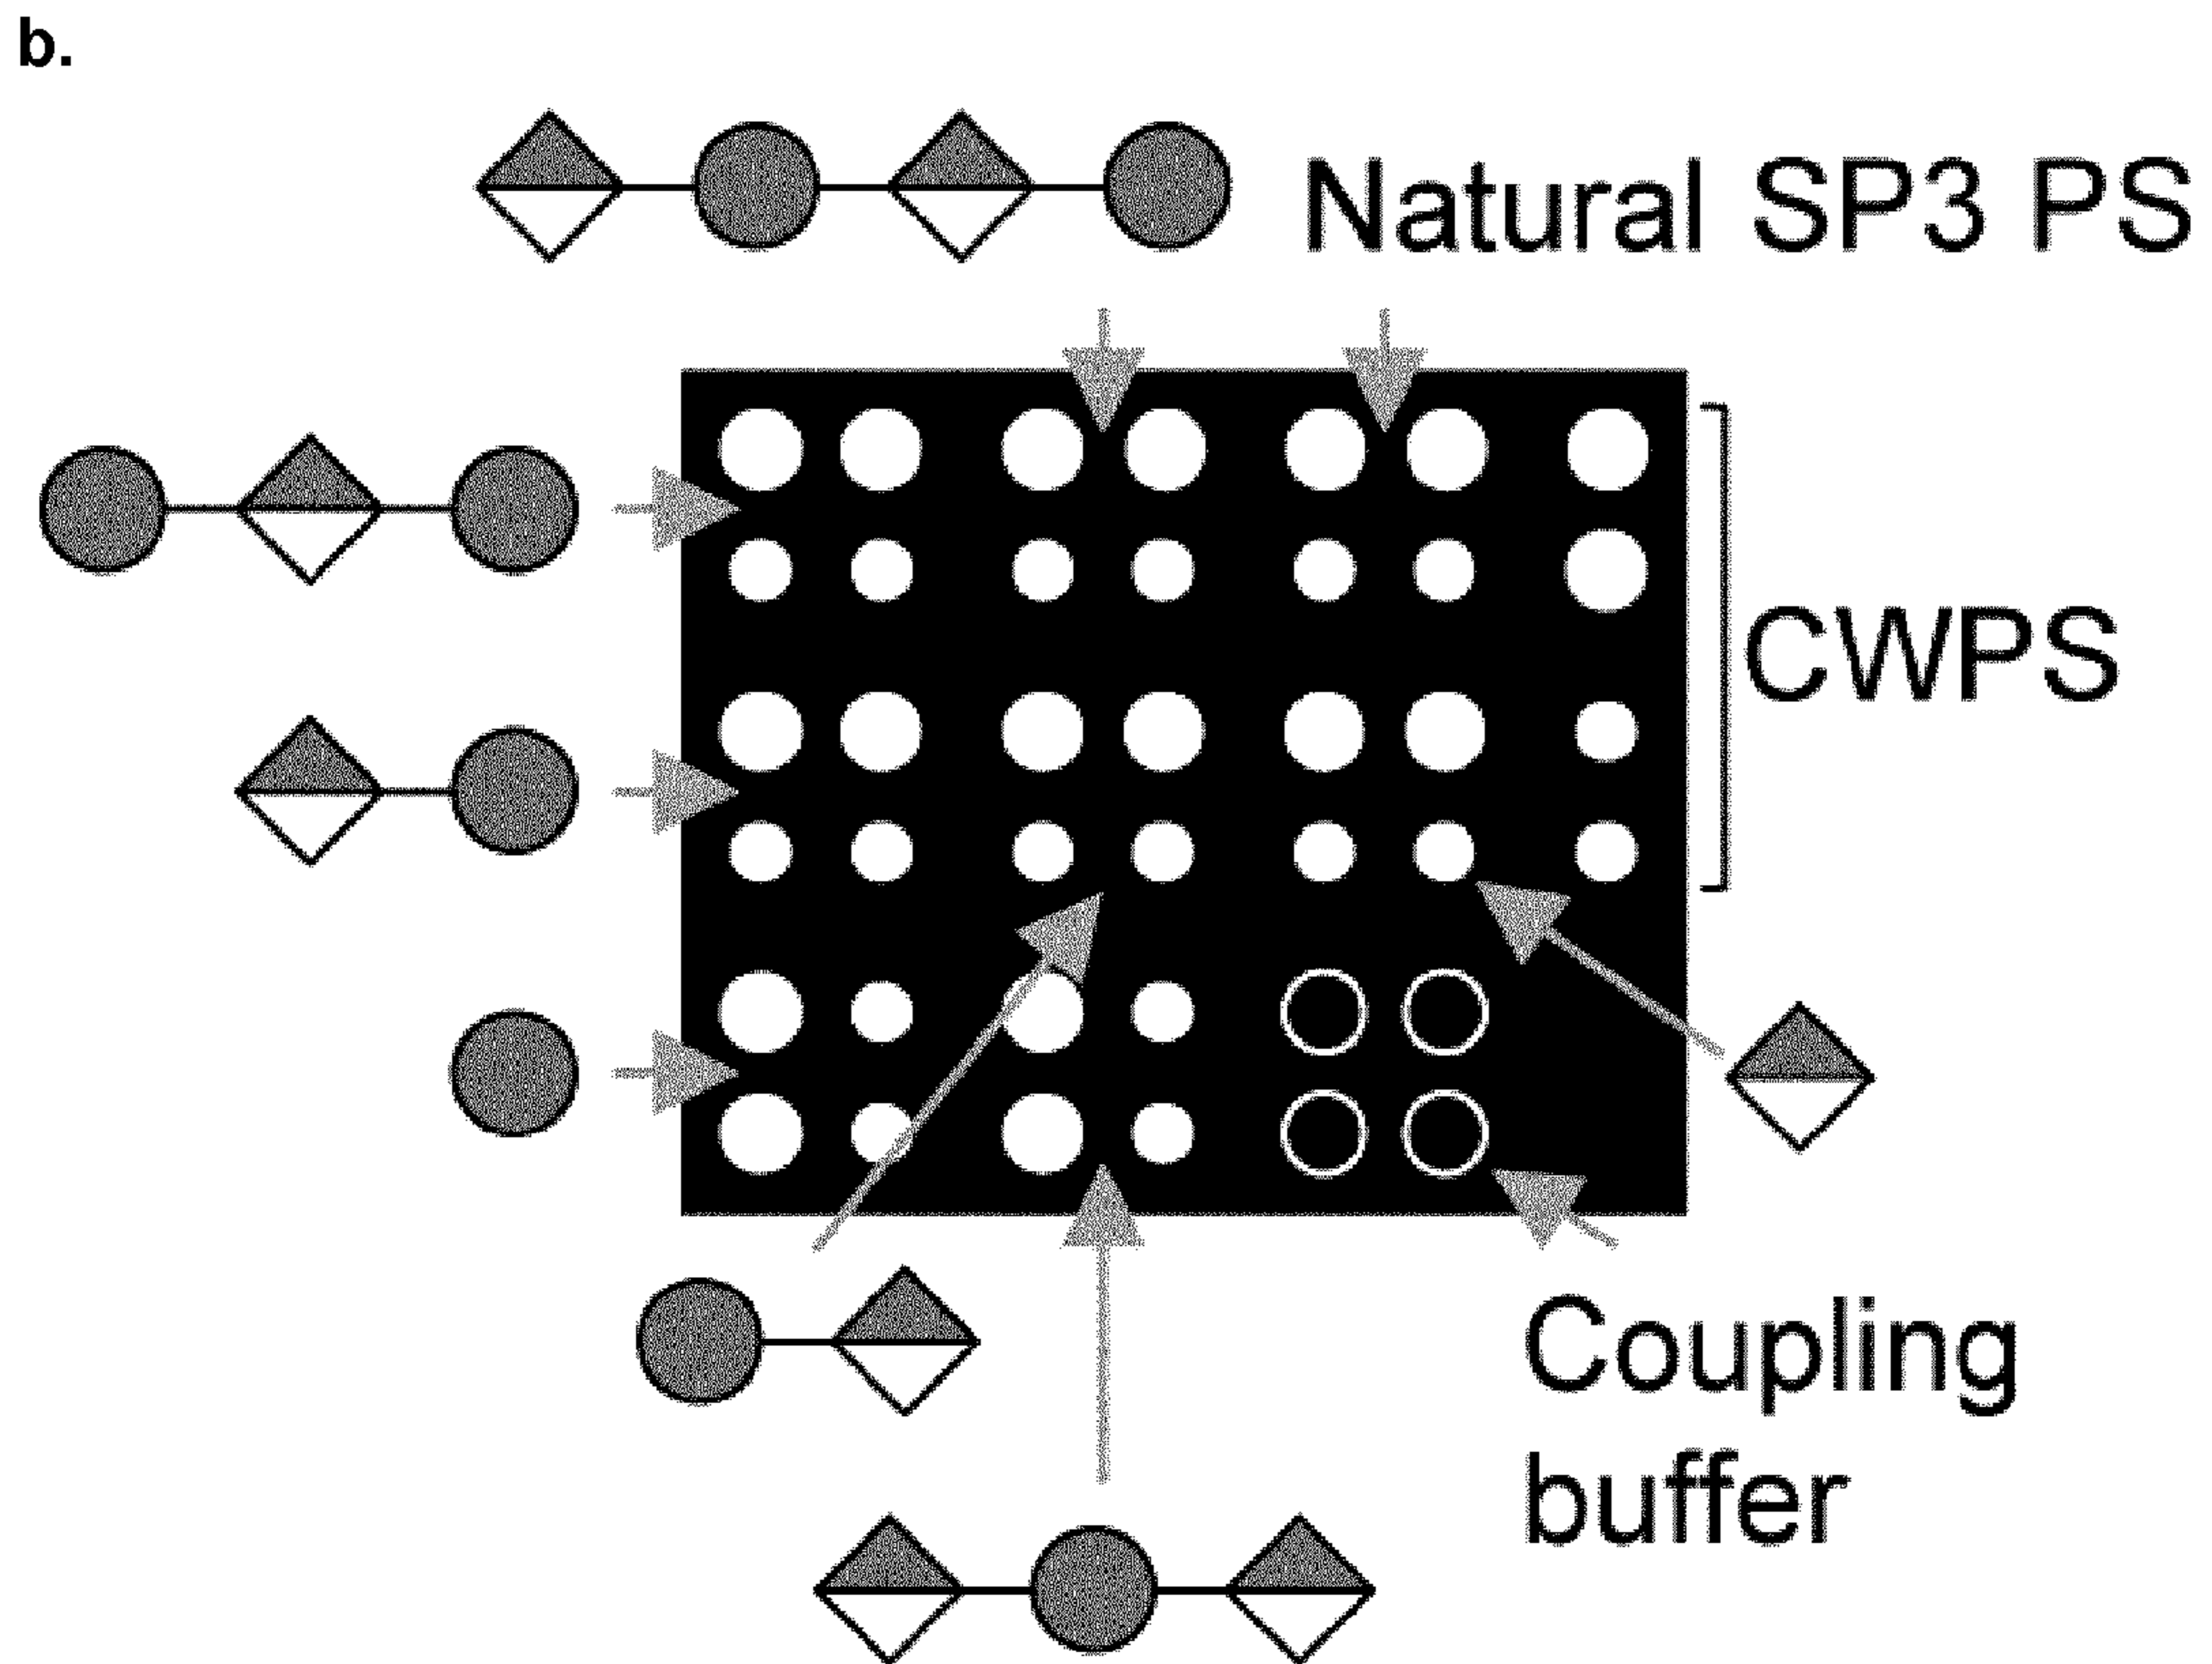 b.
Natural SP3 PS
CWPS
Coupling
buffer